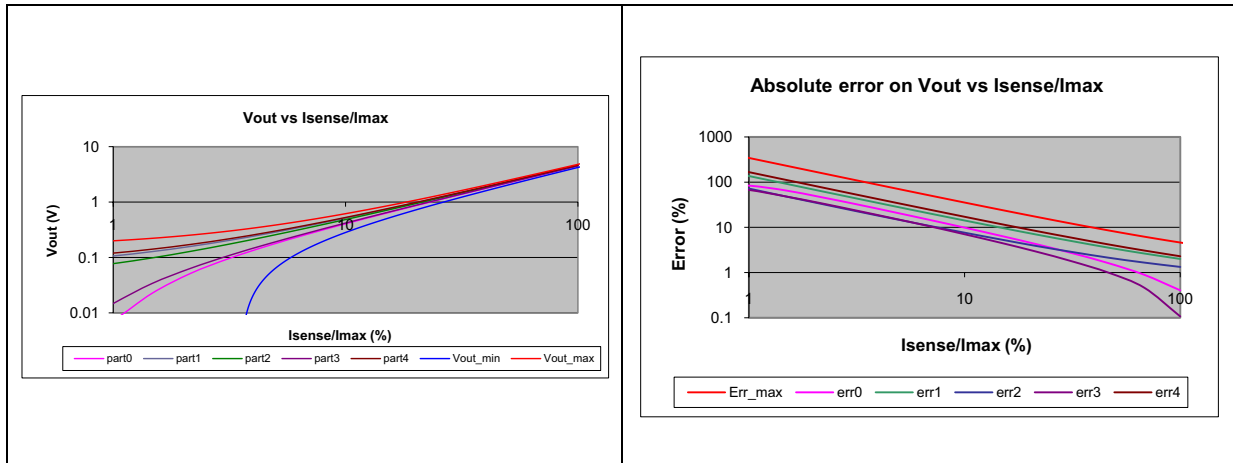 Vout vs Isense/Imax
10
1
0.1
0.01
1
10
100
Vout (V)
Isense/Imax (%)
part0 part1 part2 part3 part4 Vout_min Vout_max
Absolute error on Vout vs Isense/Imax
1000
100
10
1
0.1
1
10
100
Error (%)
Isense/Imax (%)
Err_max err0 err1 err2 err3 err4